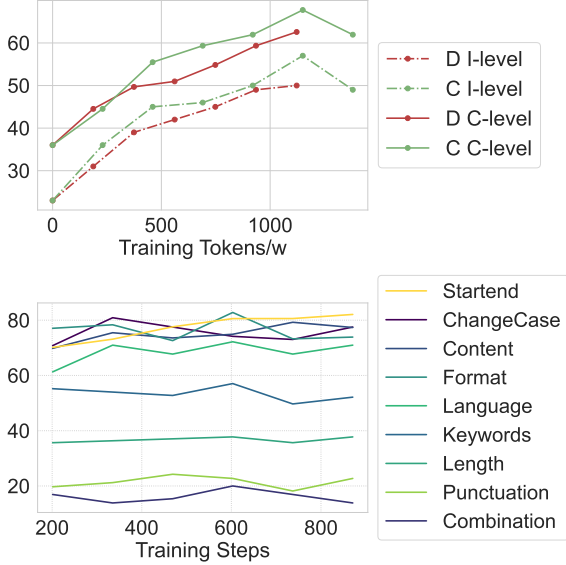 60
50
40
30
0
500
1000
Training Tokens/w
D I-level
C I-level
D C-level
C C-level
80
60
40
20
200
400
600
800
Training Steps
Startend
ChangeCase
Content
Format
Language
Keywords
Length
Punctuation
Combination